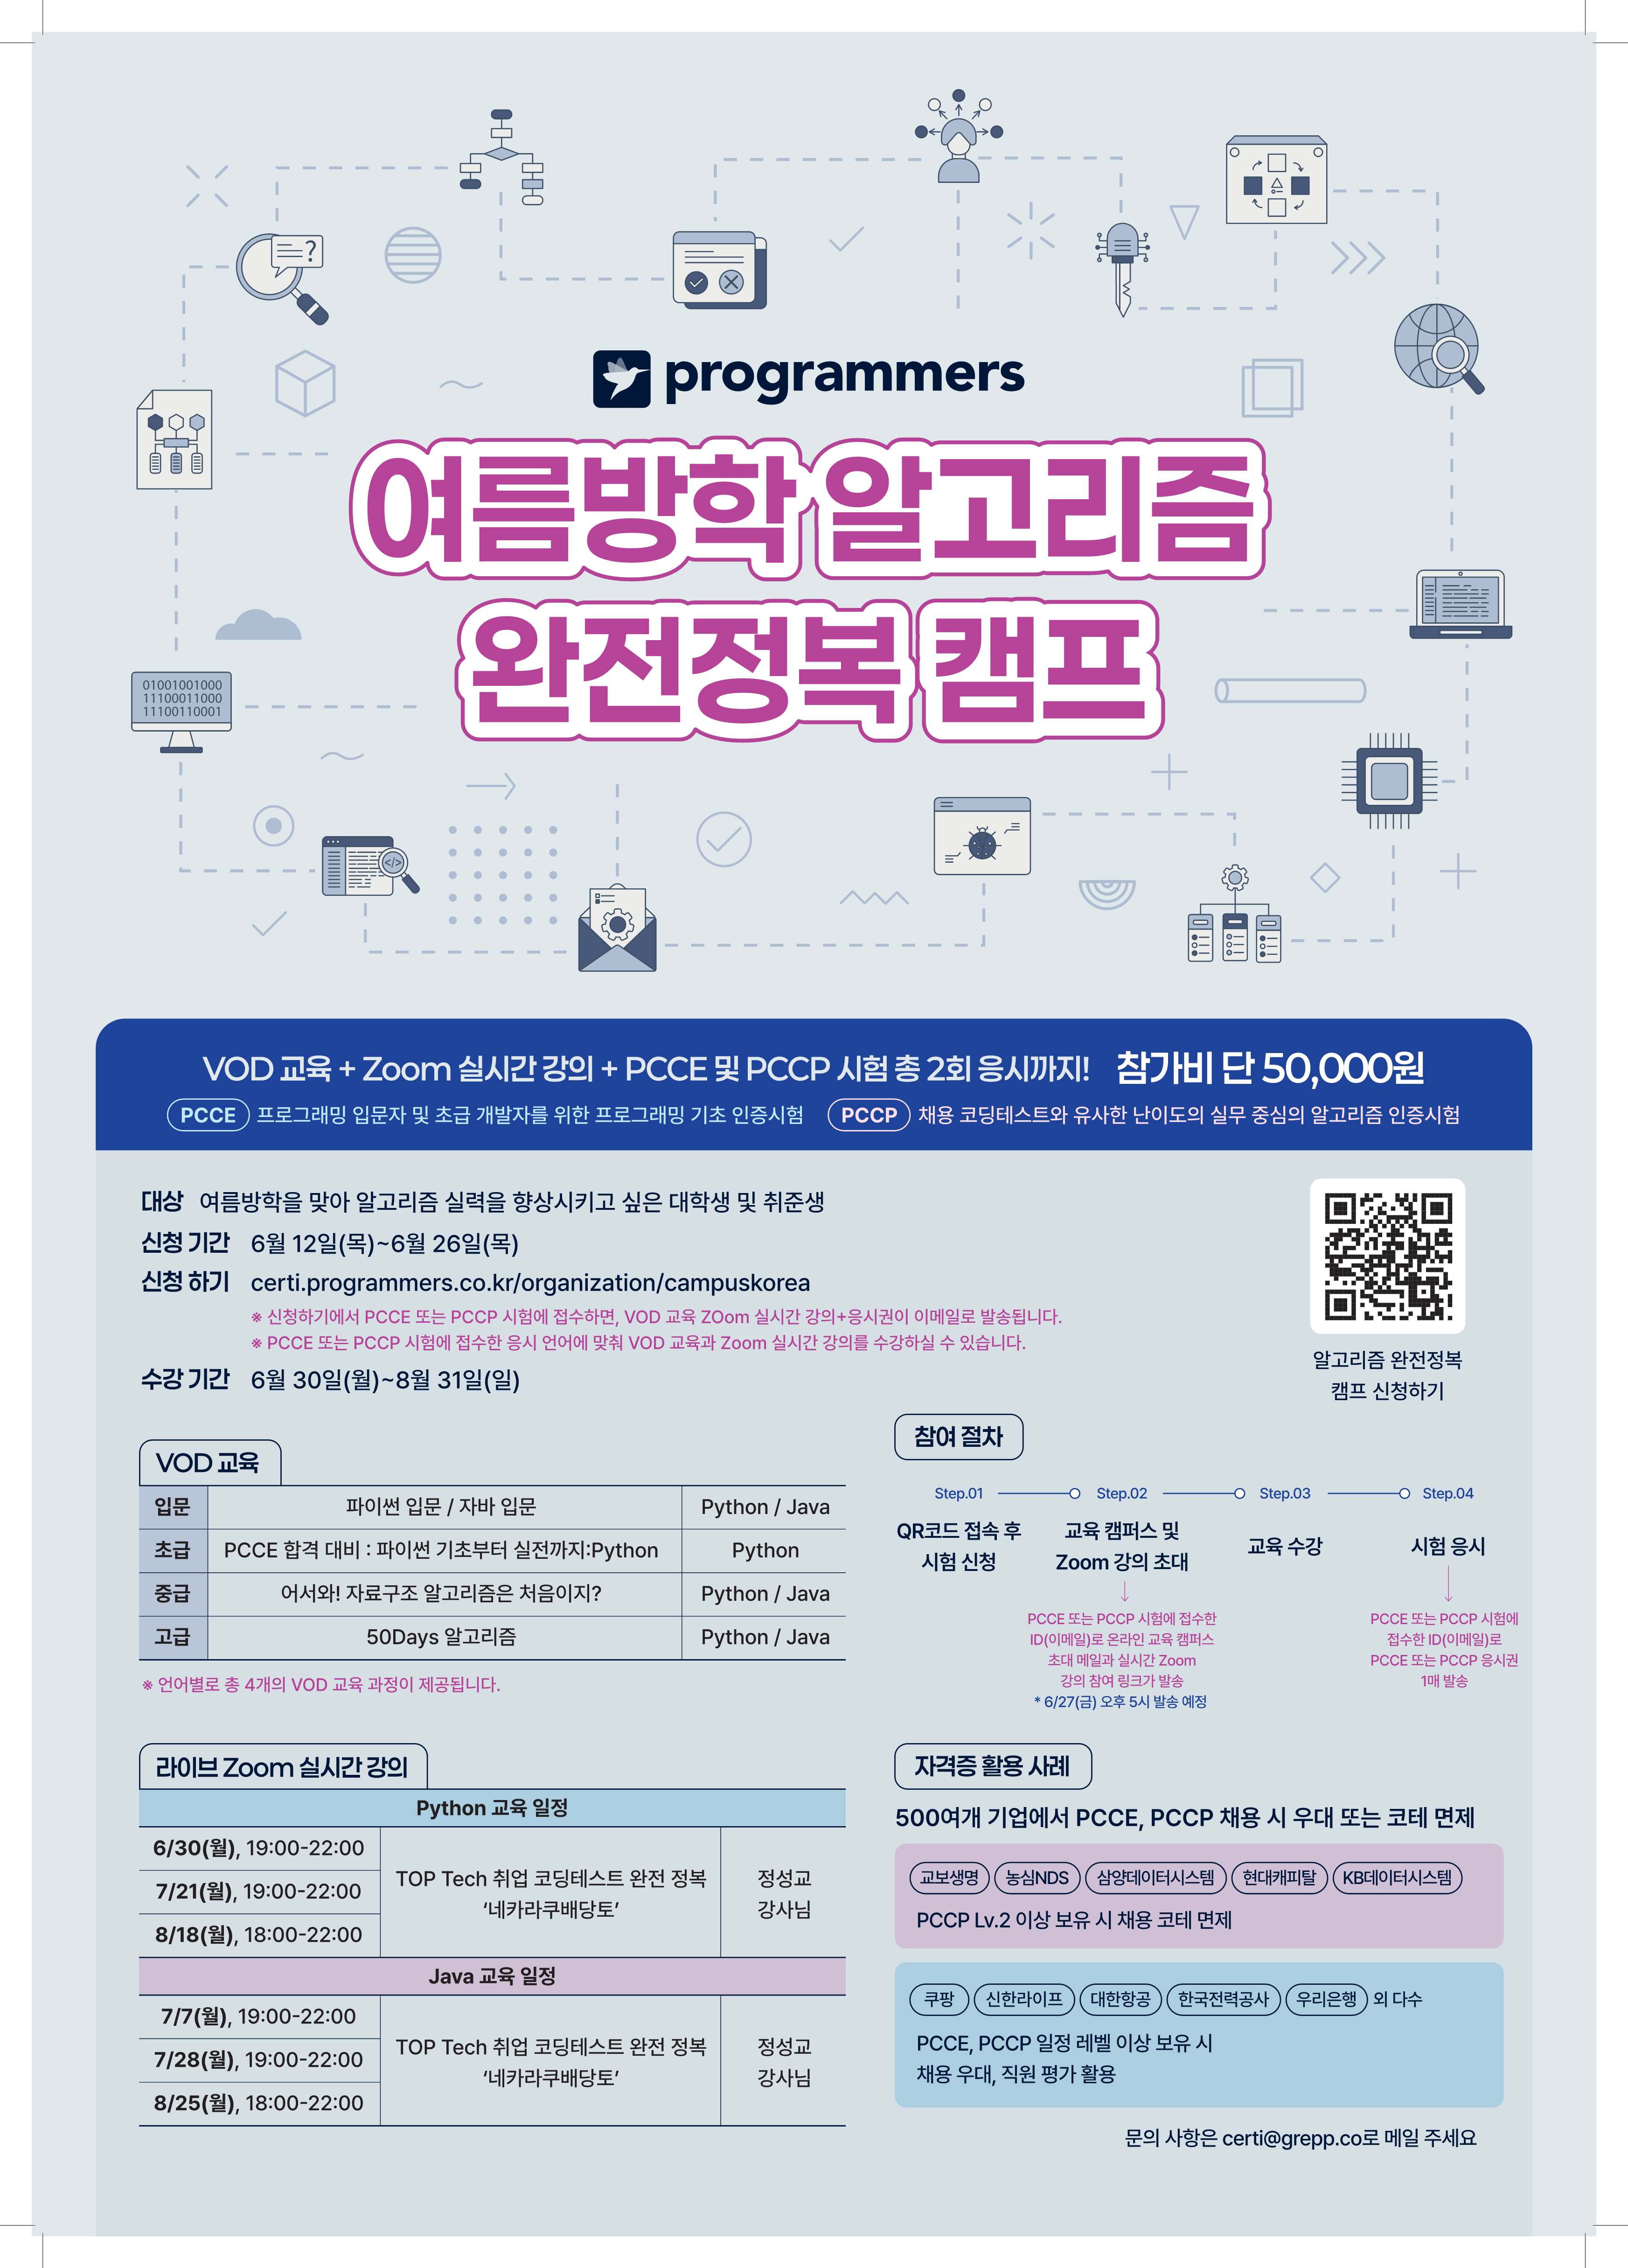 programmers
여름방학 알고리즘
완전정복 캠프
?
01001001000
11100011000
11100110001
</>
VOD 교육 + Zoom 실시간 강의 + PCCE 및 PCCP 시험 총 2회 응시까지! 참가비 단 50,000원
PCCE 프로그래밍 입문자 및 초급 개발자를 위한 프로그래밍 기초 인증시험 PCCP 채용 코딩테스트와 유사한 난이도의 실무 중심의 알고리즘 인증시험
대상 여름방학을 맞아 알고리즘 실력을 향상시키고 싶은 대학생 및 취준생
신청 기간 6월 12일(목)~6월 26일(목)
신청 하기 certi.programmers.co.kr/organization/campuskorea
※ 신청하기에서 PCCE 또는 PCCP 시험에 접수하면, VOD 교육 ZOom 실시간 강의+응시권이 이메일로 발송됩니다.
※ PCCE 또는 PCCP 시험에 접수한 응시 언어에 맞춰 VOD 교육과 Zoom 실시간 강의를 수강하실 수 있습니다.
수강 기간 6월 30일(월)~8월 31일(일)
알고리즘 완전정복
캠프 신청하기
VOD 교육
입문 파이썬 입문 / 자바 입문 Python / Java
초급 PCCE 합격 대비 : 파이썬 기초부터 실전까지:Python Python
중급 어서와! 자료구조 알고리즘은 처음이지? Python / Java
고급 50Days 알고리즘 Python / Java
※ 언어별로 총 4개의 VOD 교육 과정이 제공됩니다.
참여 절차
Step.01 Step.02 Step.03 Step.04
QR코드 접속 후
시험 신청
교육 캠퍼스 및
Zoom 강의 초대
교육 수강
시험 응시
PCCE 또는 PCCP 시험에 접수한
ID(이메일)로 온라인 교육 캠퍼스
초대 메일과 실시간 Zoom
강의 참여 링크가 발송
* 6/27(금) 오후 5시 발송 예정
PCCE 또는 PCCP 시험에
접수한 ID(이메일)로
PCCE 또는 PCCP 응시권
1매 발송
라이브 Zoom 실시간 강의
Python 교육 일정
6/30(월), 19:00-22:00
7/21(월), 19:00-22:00
8/18(월), 18:00-22:00
TOP Tech 취업 코딩테스트 완전 정복
‘네카라쿠배당토’
정성교
강사님
Java 교육 일정
7/7(월), 19:00-22:00
7/28(월), 19:00-22:00
8/25(월), 18:00-22:00
TOP Tech 취업 코딩테스트 완전 정복
‘네카라쿠배당토’
정성교
강사님
자격증 활용 사례
500여개 기업에서 PCCE, PCCP 채용 시 우대 또는 코테 면제
교보생명 농심NDS 삼양데이터시스템 현대캐피탈 KB데이터시스템
PCCP Lv.2 이상 보유 시 채용 코테 면제
쿠팡 신한라이프 대한항공 한국전력공사 우리은행 외 다수
PCCE, PCCP 일정 레벨 이상 보유 시
채용 우대, 직원 평가 활용
문의 사항은 certi@grepp.co로 메일 주세요